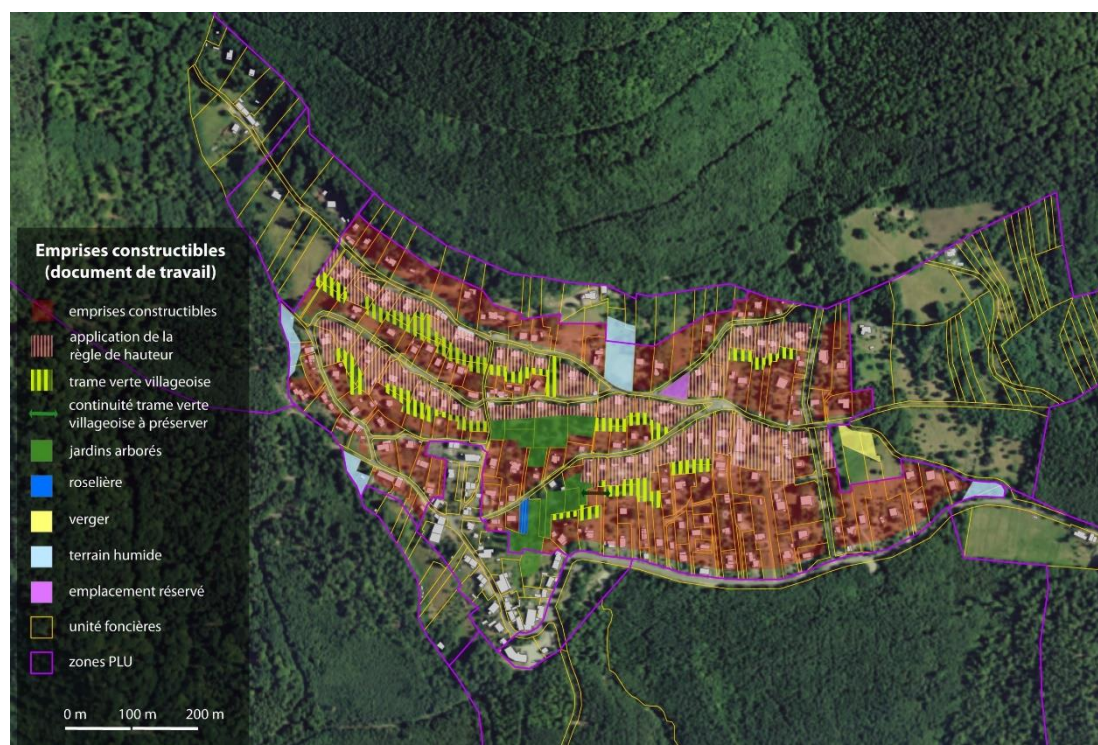 Emprises constructibles
(document de travail)
emprises constructibles
application de la
règle de hauteur
trame verte villageoise
continuité trame verte
villageoise à préserver
jardins arborés
roselière
verger
terrain humide
emplacement réservé
unité foncières
zones PLU
0 m 100 m 200 m